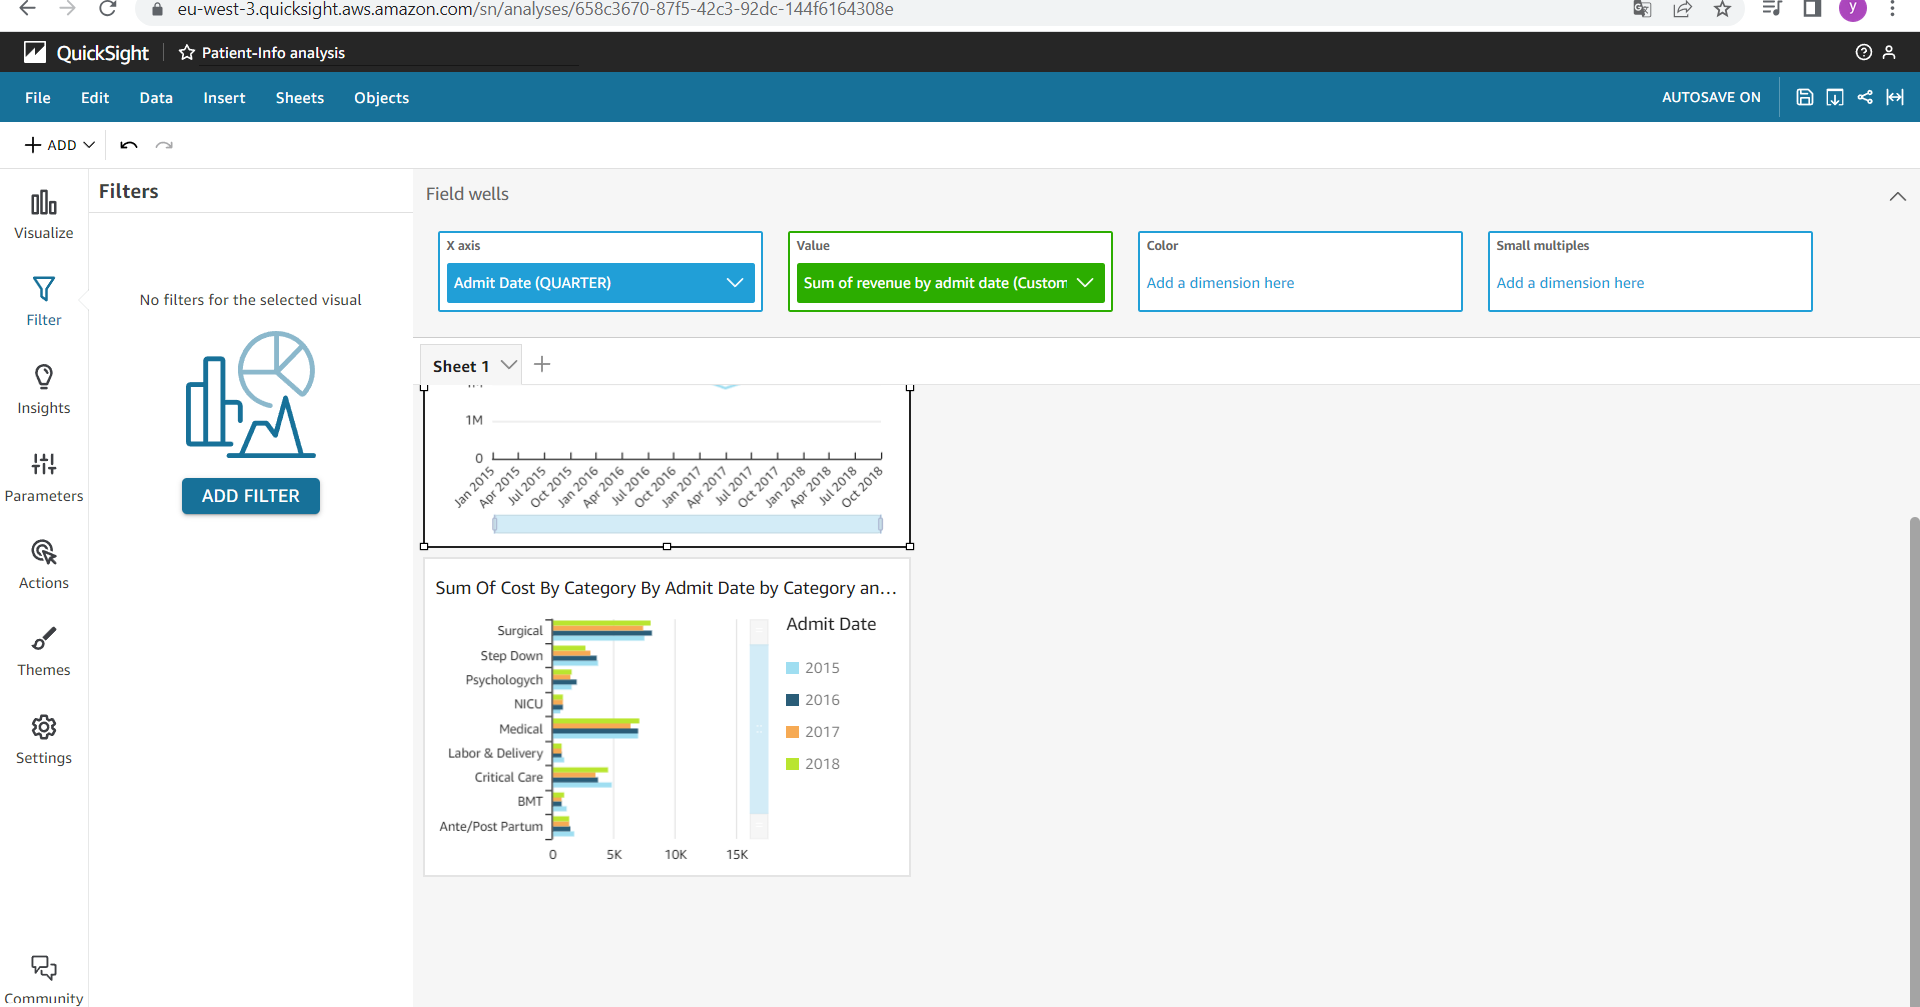 eu-west-3.quicksight.aws.amazon.com/sn/analyses/658c3670-87f5-42c3-92dc-144f6164308e
y
QuickSight
Patient-Info analysis
File Edit Data Insert Sheets Objects
AUTOSAVE ON
ADD
Visualize
Filter
Insights
Parameters
Actions
Themes
Settings
Community
Filters
No filters for the selected visual
ADD FILTER
Field wells
X axis
Admit Date (QUARTER)
Value
Sum of revenue by admit date (Custom
Color
Add a dimension here
Small multiples
Add a dimension here
Sheet 1
1M
0
Jan 2015 Apr 2015 Jul 2015 Oct 2015 Jan 2016 Apr 2016 Jul 2016 Oct 2016 Jan 2017 Apr 2017 Jul 2017 Oct 2017 Jan 2018 Apr 2018 Jul 2018 Oct 2018
Sum Of Cost By Category By Admit Date by Category an...
Surgical
Step Down
Psychologych
NICU
Medical
Labor & Delivery
Critical Care
BMT
Ante/Post Partum
0 5K 10K 15K
Admit Date
2015
2016
2017
2018